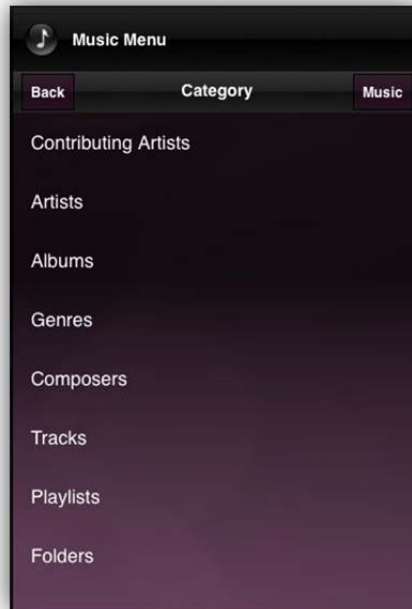 Music Menu
Back Category Music
Contributing Artists
Artists
Albums
Genres
Composers
Tracks
Playlists
Folders